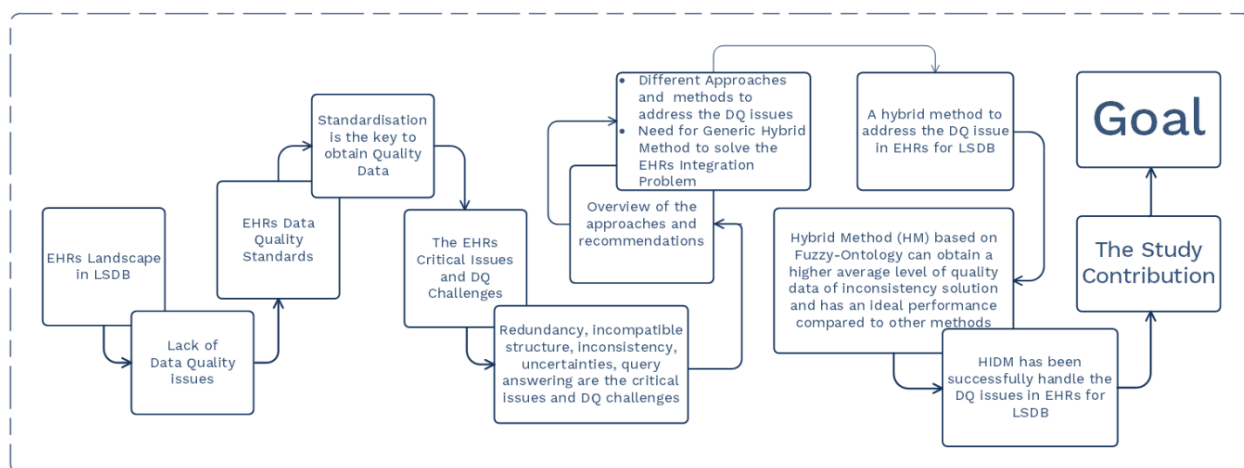 EHRs Landscape
in LSDB
Lack of
Data Quality
issues
EHRs Data
Quality
Standards
Standardisation
is the key to
obtain Quality
Data
The EHRs
Critical Issues
and DQ
Challenges
Redundancy, incompatible
structure, inconsistency,
uncertainties, query
answering are the critical
issues and DQ challenges
Overview of the
approaches and
recommendations
• Different Approaches
and methods to
address the DQ issues
• Need for Generic Hybrid
Method to solve the
EHRs Integration
Problem
A hybrid method to
address the DQ issue
in EHRs for LSDB
Hybrid Method (HM) based on
Fuzzy-Ontology can obtain a
higher average level of quality
data of inconsistency solution
and has an ideal performance
compared to other methods
HIDM has been
successfully handle the
DQ issues in EHRs for
LSDB
The Study
Contribution
Goal